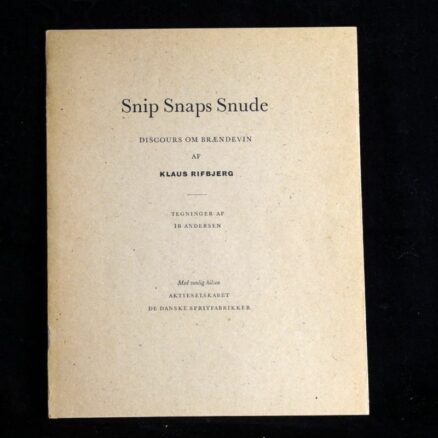 Snip Snaps Snude
DISCOURS OM BRÆNDEVIN
AF
KLAUS RIFBJERG
TEGNINGER AF
IB ANDERSEN
Med venlig hilsen
AKTIESELSKABET
DE DANSKE SPRITFABRIKKER